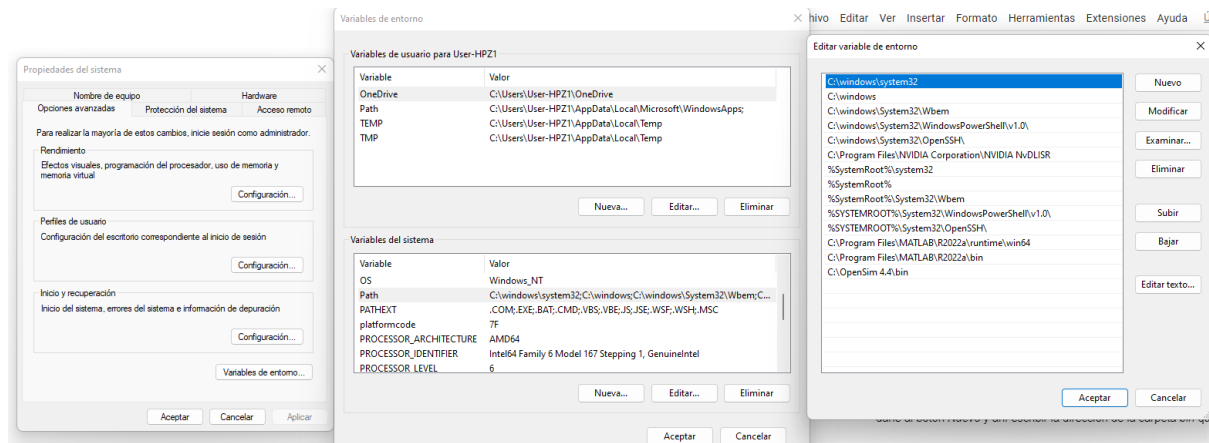 Propiedades del sistema
Nombre de equipo Hardware
Opciones avanzadas Protección del sistema Acceso remoto
Para realizar la mayoría de estos cambios, inicie sesión como administrador.
Rendimiento
Efectos visuales, programación del procesador, uso de memoria y
memoria virtual
Configuración...
Perfiles de usuario
Configuración del escritorio correspondiente al inicio de sesión
Configuración...
Inicio y recuperación
Inicio del sistema, errores del sistema e información de depuración
Configuración...
Variables de entorno...
Aceptar Cancelar Aplicar
Variables de entorno
Variables de usuario para User-HPZ1
Variable Valor
OneDrive C:\Users\User-HPZ1\OneDrive
Path C:\Users\User-HPZ1\AppData\Local\Microsoft\WindowsApps;
TEMP C:\Users\User-HPZ1\AppData\Local\Temp
TMP C:\Users\User-HPZ1\AppData\Local\Temp
Nueva... Editar... Eliminar
Variables del sistema
Variable Valor
OS Windows_NT
Path C:\windows\system32;C:\windows;C:\windows\System32\Wbem;C...
PATHEXT .COM;.EXE;.BAT;.CMD;.VBS;.VBE;.JS;.JSE;.WSF;.WSH;.MSC
platformcode 7F
PROCESSOR_ARCHITECTURE AMD64
PROCESSOR_IDENTIFIER Intel64 Family 6 Model 167 Stepping 1, GenuineIntel
PROCESSOR_LEVEL 6
Nueva... Editar... Eliminar
Aceptar Cancelar
hivo Editar Ver Insertar Formato Herramientas Extensiones Ayuda
Editar variable de entorno
C:\windows\system32
C:\windows
C:\windows\System32\Wbem
C:\windows\System32\WindowsPowerShell\v1.0\
C:\windows\System32\OpenSSH\
C:\Program Files\NVIDIA Corporation\NVIDIA NvDLISR
%SystemRoot%\system32
%SystemRoot%
%SystemRoot%\System32\Wbem
%SYSTEMROOT%\System32\WindowsPowerShell\v1.0\
%SYSTEMROOT%\System32\OpenSSH\
C:\Program Files\MATLAB\R2022a\runtime\win64
C:\Program Files\MATLAB\R2022a\bin
C:\OpenSim 4.4\bin
Nuevo
Modificar
Examinar...
Eliminar
Subir
Bajar
Editar texto...
Aceptar Cancelar